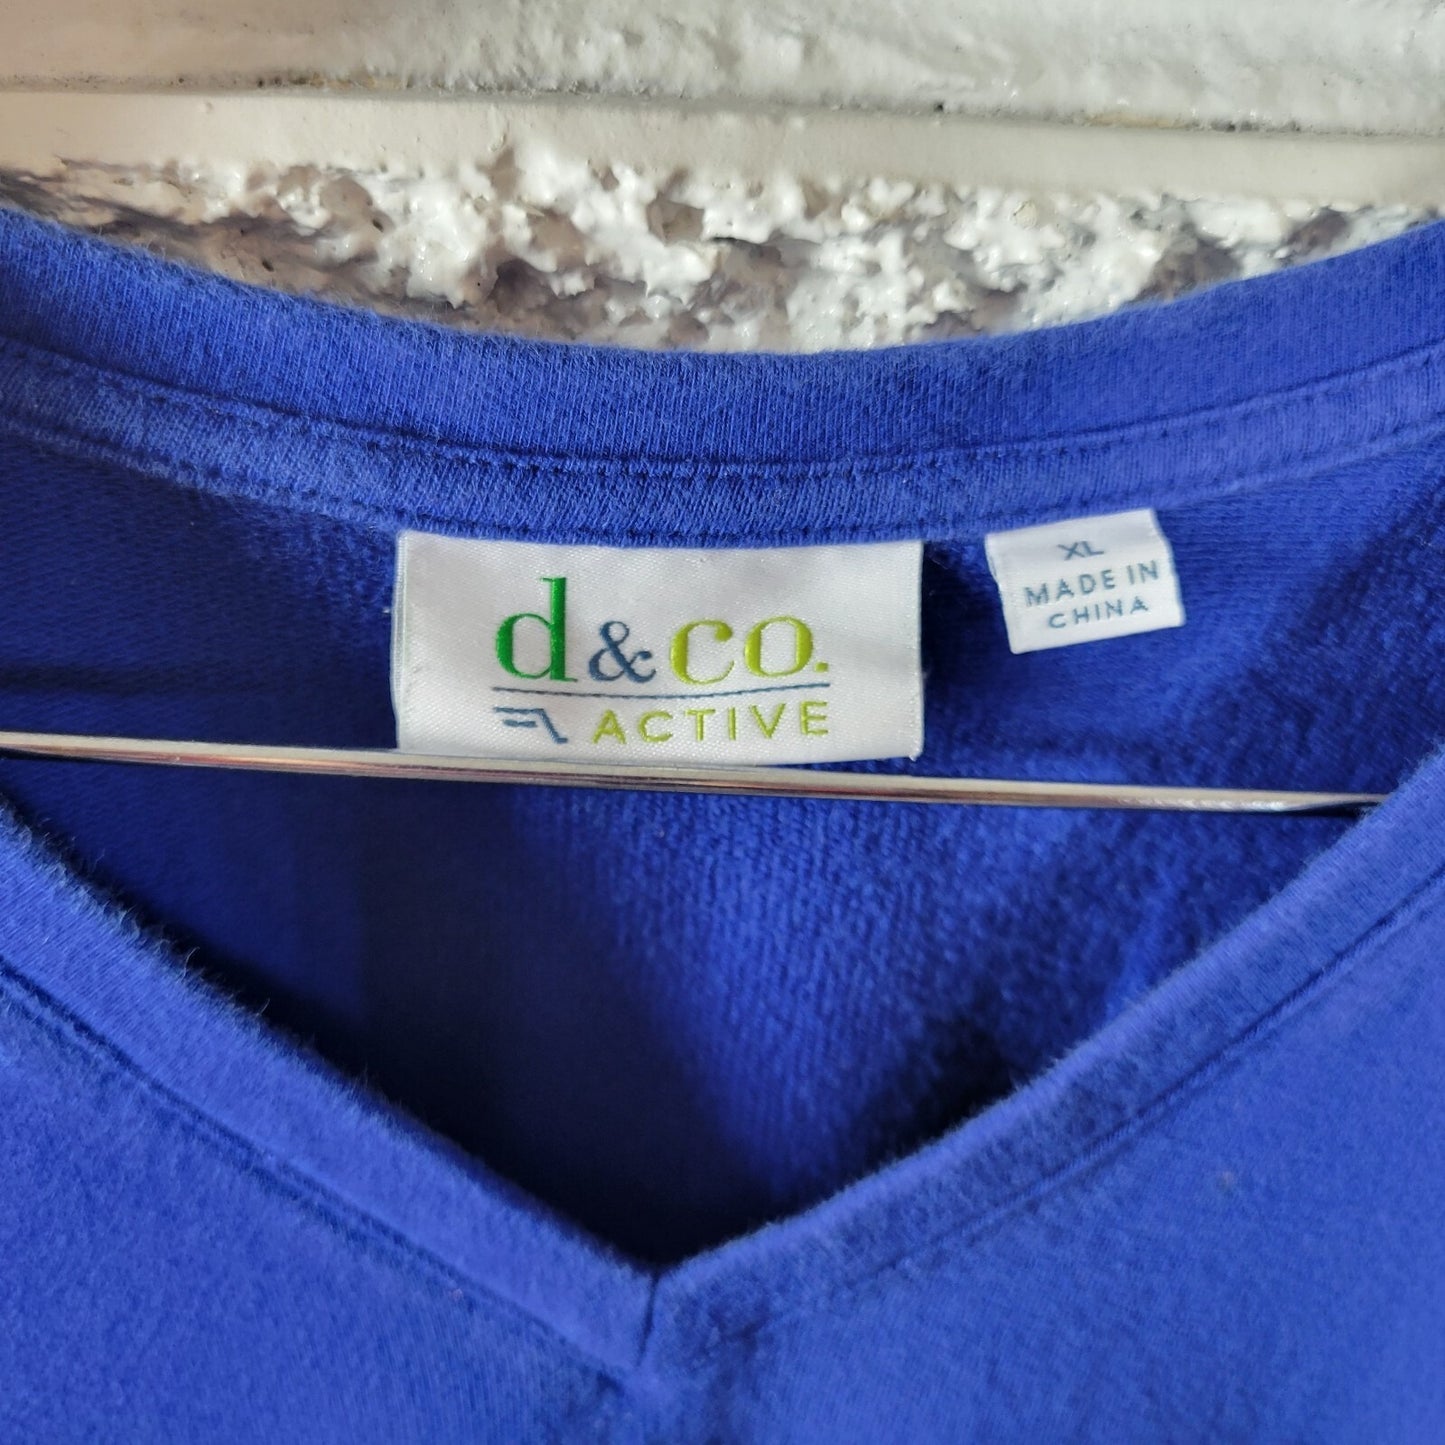 d&co.
ACTIVE
XL
MADE IN
CHINA